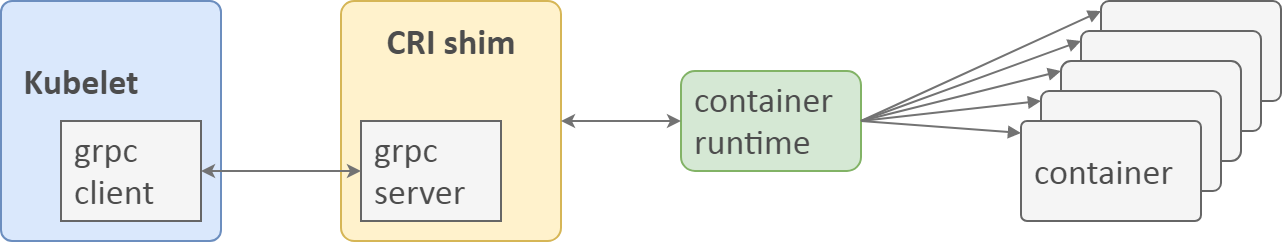 Kubelet
grpc
client
CRI shim
grpc
server
container
runtime
container